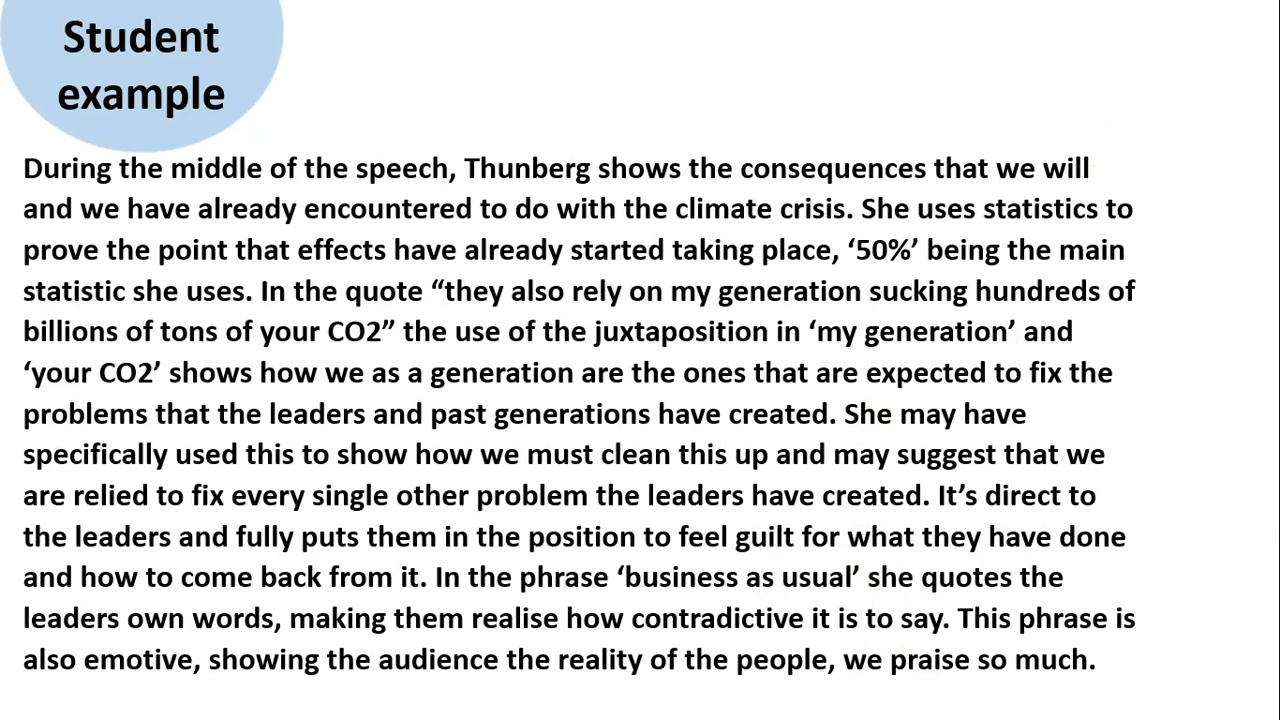 Student
example
During the middle of the speech, Thunberg shows the consequences that we will
and we have already encountered to do with the climate crisis. She uses statistics to
prove the point that effects have already started taking place, ‘50%’ being the main
statistic she uses. In the quote “they also rely on my generation sucking hundreds of
billions of tons of your CO2” the use of the juxtaposition in ‘my generation’ and
‘your CO2’ shows how we as a generation are the ones that are expected to fix the
problems that the leaders and past generations have created. She may have
specifically used this to show how we must clean this up and may suggest that we
are relied to fix every single other problem the leaders have created. It’s direct to
the leaders and fully puts them in the position to feel guilt for what they have done
and how to come back from it. In the phrase ‘business as usual’ she quotes the
leaders own words, making them realise how contradictive it is to say. This phrase is
also emotive, showing the audience the reality of the people, we praise so much.